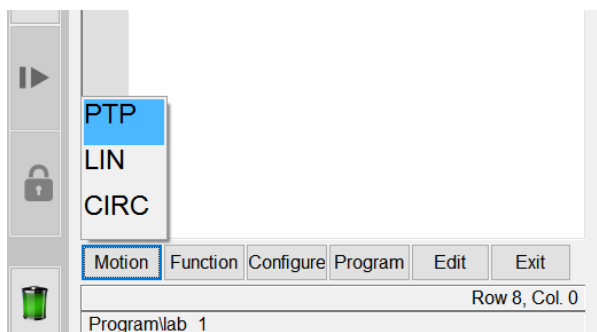 PTP
LIN
CIRC
Motion Function Configure Program Edit Exit
Row 8, Col. 0
Program\lab_1